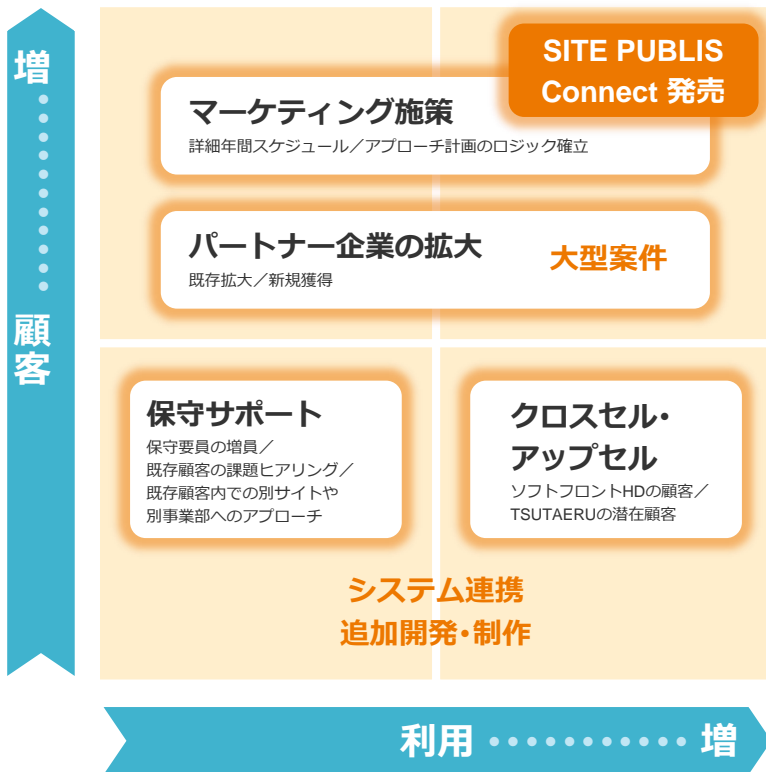 増
顧
客
SITE PUBLIS
Connect 発売
マーケティング施策
詳細年間スケジュール／アプローチ計画のロジック確立
パートナー企業の拡大
既存拡大／新規獲得
大型案件
保守サポート
保守要員の増員／
既存顧客の課題ヒアリング／
既存顧客内での別サイトや
別事業部へのアプローチ
クロスセル・
アップセル
ソフトフロントHDの顧客／
TSUTAERUの潜在顧客
システム連携
追加開発・制作
利用 ・・・・・・・・・・・ 増